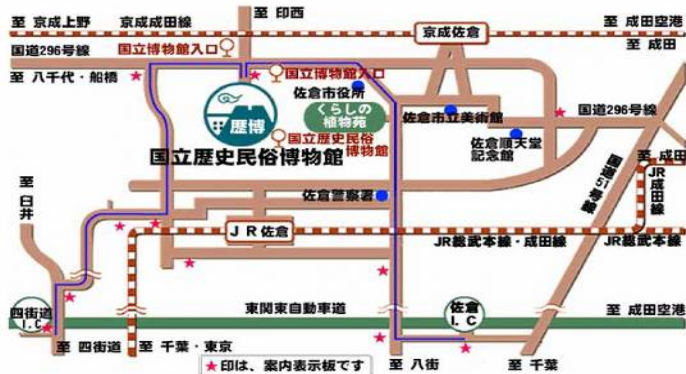 至 京成上野
京成成田線
至 印西
至 成田空港
至 成田
国道296号線
国立博物館入口
京成佐倉
至 八千代・船橋
国立博物館入口
佐倉市役所
歴博
くらしの
植物苑
佐倉市立美術館
国道296号線
国立歴史民俗
博物館
国立歴史民俗博物館
佐倉順天堂
記念館
国道51号線
至 成田
JR成田線
至 臼井
佐倉警察署
JR佐倉
JR総武本線・成田線
JR総武本線
四街道
I.C
東関東自動車道
佐倉
I.C
至 成田空港
至 四街道
至 千葉・東京
至 八街
至 千葉
★印は、案内表示板です